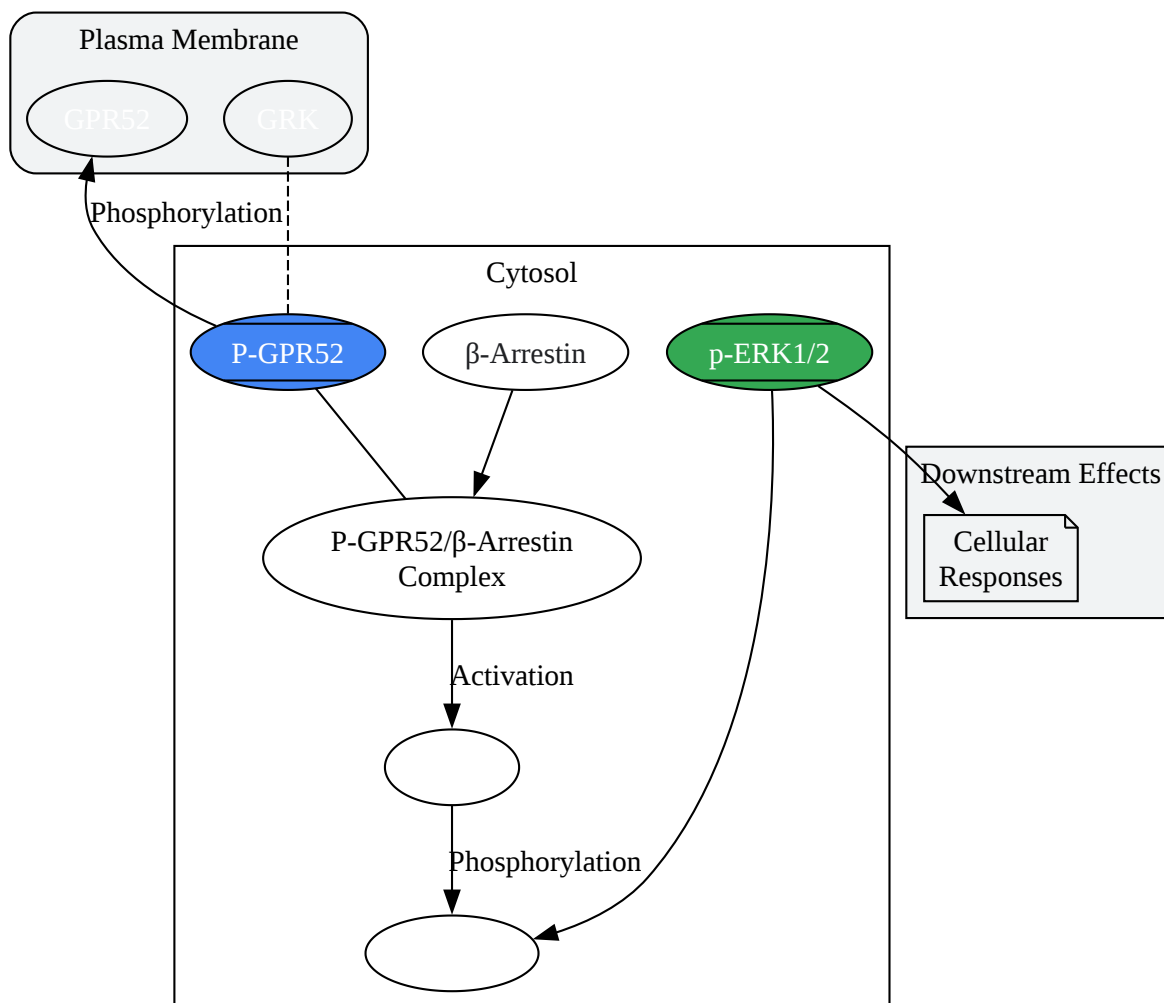 Plasma Membrane
GPR52
GRK
Phosphorylation
Cytosol
P-GPR52
β-Arrestin
p-ERK1/2
Downstream Effects
Cellular
Responses
P-GPR52/β-Arrestin
Complex
Activation
Phosphorylation